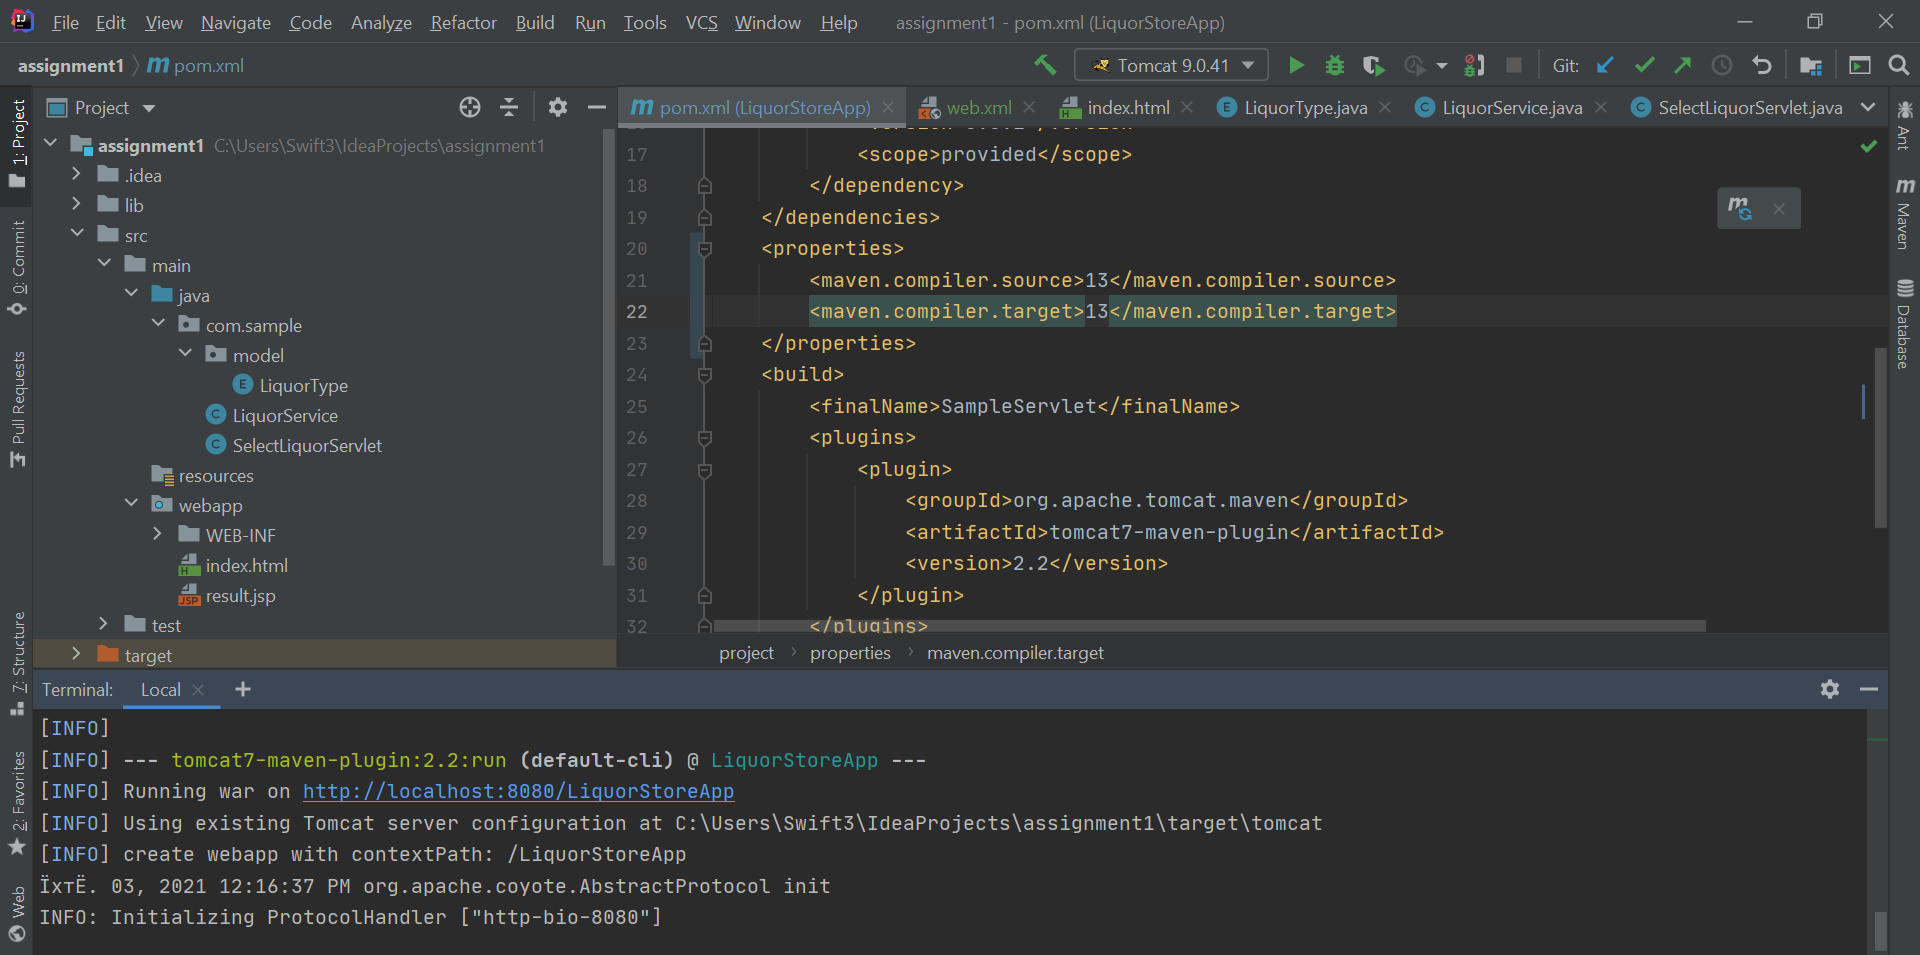 File Edit View Navigate Code Analyze Refactor Build Run Tools VCS Window Help assignment1 - pom.xml (LiquorStoreApp)
assignment1 pom.xml Tomcat 9.0.41 Git:
1: Project
0: Commit
Pull Requests
7: Structure
2: Favorites
Web
Project
assignment1 C:\Users\Swift3\IdeaProjects\assignment1
.idea
lib
src
main
java
com.sample
model
LiquorType
LiquorService
SelectLiquorServlet
resources
webapp
WEB-INF
index.html
result.jsp
test
target
pom.xml (LiquorStoreApp) web.xml index.html LiquorType.java LiquorService.java SelectLiquorServlet.java
17 <scope>provided</scope>
18 </dependency>
19 </dependencies>
20 <properties>
21 <maven.compiler.source>13</maven.compiler.source>
22 <maven.compiler.target>13</maven.compiler.target>
23 </properties>
24 <build>
25 <finalName>SampleServlet</finalName>
26 <plugins>
27 <plugin>
28 <groupId>org.apache.tomcat.maven</groupId>
29 <artifactId>tomcat7-maven-plugin</artifactId>
30 <version>2.2</version>
31 </plugin>
32 </plugins>
project properties maven.compiler.target
Ant
Maven
Database
Terminal: Local
[INFO]
[INFO] --- tomcat7-maven-plugin:2.2:run (default-cli) @ LiquorStoreApp ---
[INFO] Running war on http://localhost:8080/LiquorStoreApp
[INFO] Using existing Tomcat server configuration at C:\Users\Swift3\IdeaProjects\assignment1\target\tomcat
[INFO] create webapp with contextPath: /LiquorStoreApp
ЇхтЁ. 03, 2021 12:16:37 PM org.apache.coyote.AbstractProtocol init
INFO: Initializing ProtocolHandler ["http-bio-8080"]